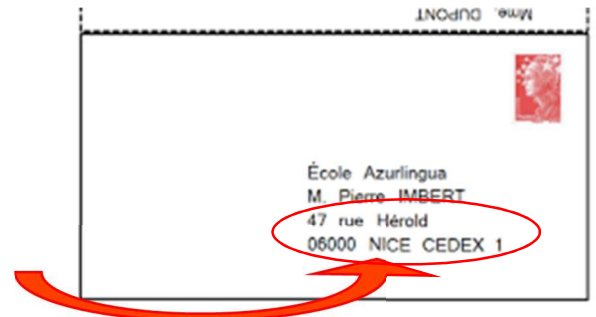 Mme. DUPONT
École Azurlingua
M. Pierre IMBERT
47 rue Hérold
06000 NICE CEDEX 1